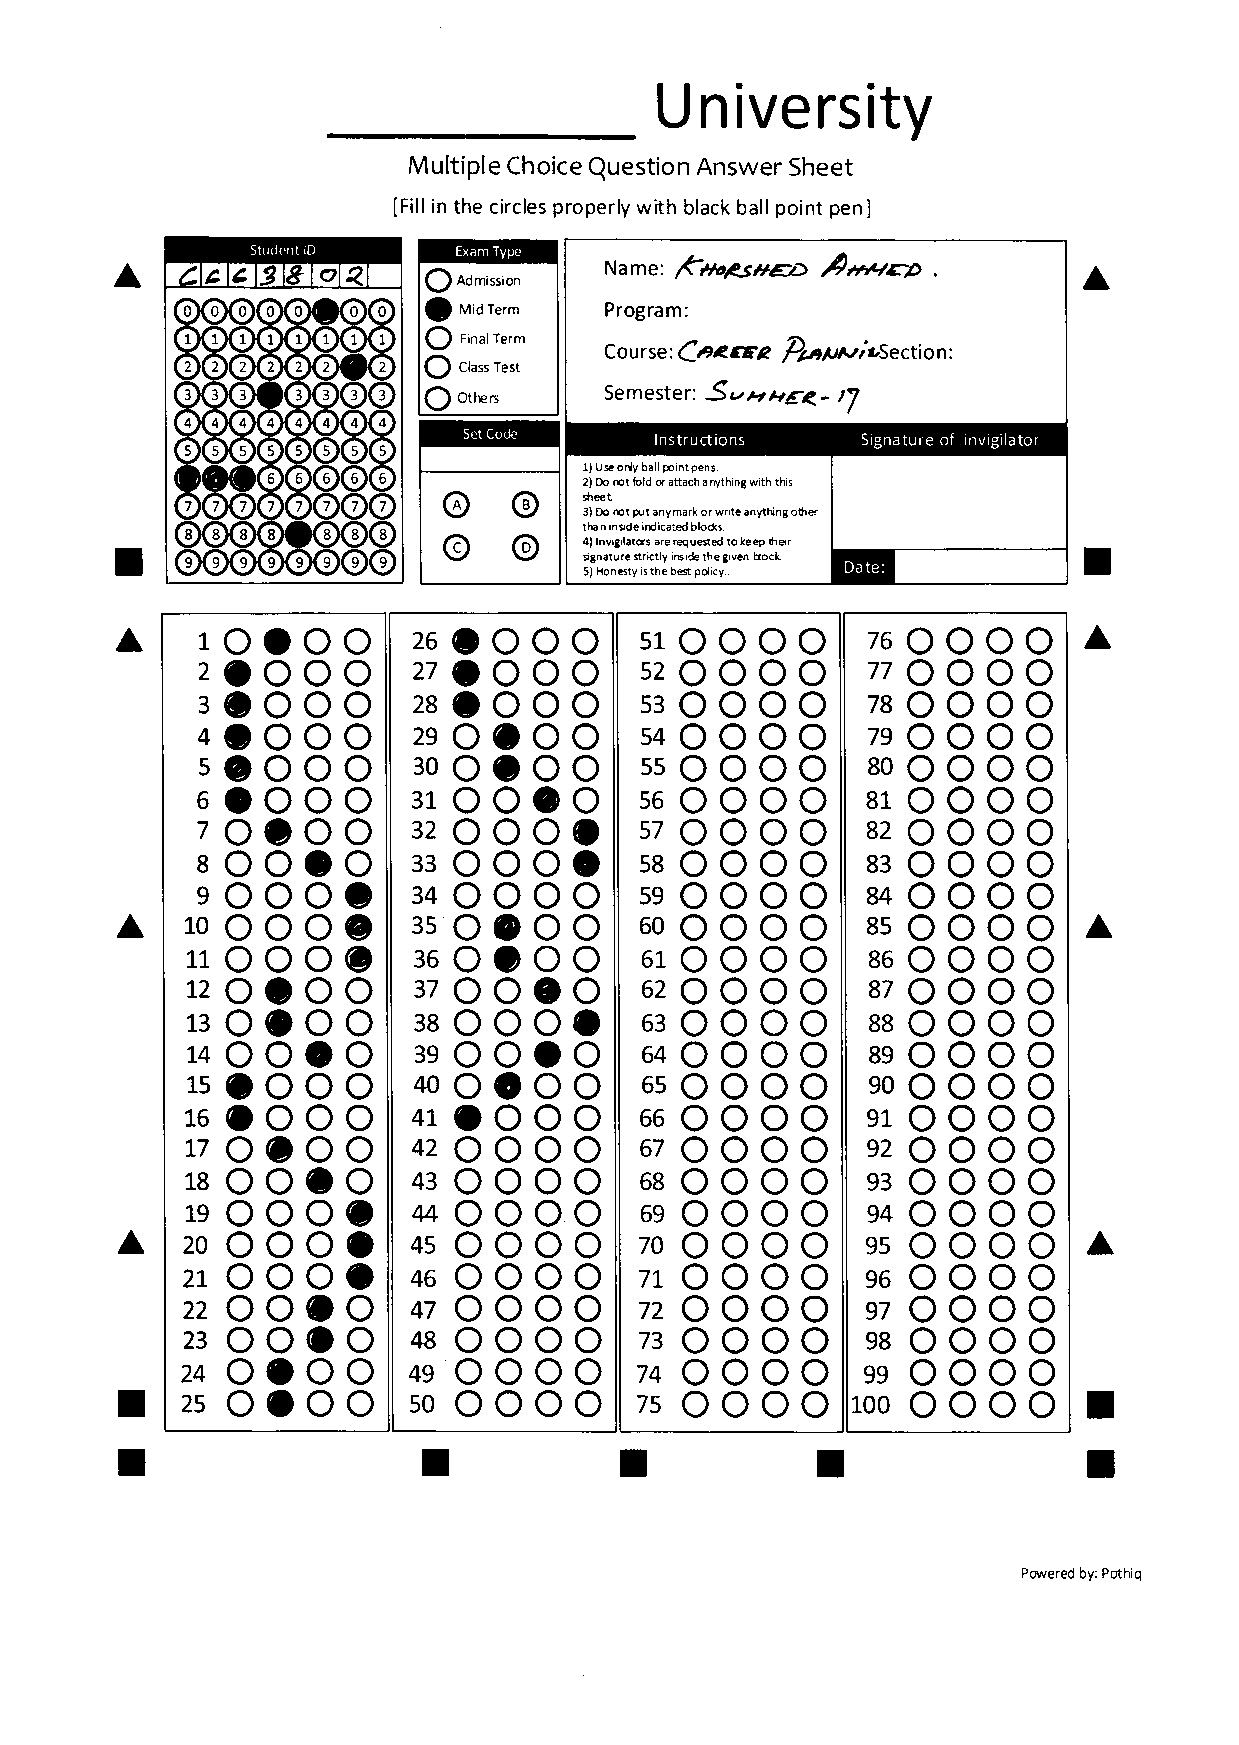 University
Multiple Choice Question Answer Sheet
[Fill in the circles properly with black ball point pen]
Student iD
6 6 6 3 8 0 2
0 0 0 0 0 0 0
1 1 1 1 1 1 1 1
2 2 2 2 2 2 2
3 3 3 3 3 3 3
4 4 4 4 4 4 4 4
5 5 5 5 5 5 5 5
6 6 6 6 6
7 7 7 7 7 7 7 7
8 8 8 8 8 8 8
9 9 9 9 9 9 9 9
Exam Type
Admission
Mid Term
Final Term
Class Test
Others
Set Code
A B
C D
Name: KHORSHED AHMED .
Program:
Course: CAREER Section:
Semester: SUMMER - 17
Instructions
Signature of invigilator
1) Use only ball point pens.
2) Do not fold or attach anything with this
sheet.
3) Do not put any mark or write anything other
than inside indicated blocks.
4) Invigilators are requested to keep their
signature strictly inside the given block.
5) Honesty is the best policy..
Date:
1 26 51 76
2 27 52 77
3 28 53 78
4 29 54 79
5 30 55 80
6 31 56 81
7 32 57 82
8 33 58 83
9 34 59 84
10 35 60 85
11 36 61 86
12 37 62 87
13 38 63 88
14 39 64 89
15 40 65 90
16 41 66 91
17 42 67 92
18 43 68 93
19 44 69 94
20 45 70 95
21 46 71 96
22 47 72 97
23 48 73 98
24 49 74 99
25 50 75 100
Powered by: Pothiq